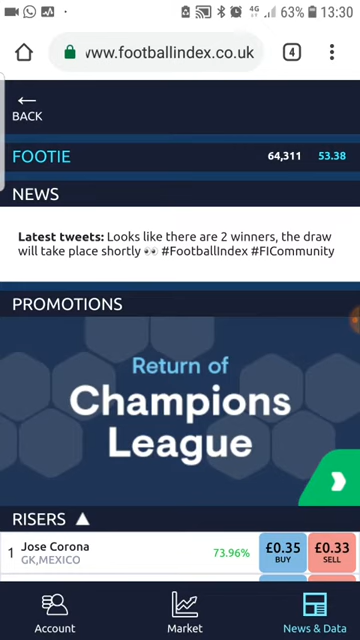 4G 63% 13:30
www.footballindex.co.uk 4
BACK
FOOTIE 64,311 53.38
NEWS
Latest tweets: Looks like there are 2 winners, the draw
will take place shortly 👀 #FootballIndex #FICommunity
PROMOTIONS
Return of
Champions
League
RISERS ▲
1 Jose Corona 73.96% £0.35 £0.33
GK,MEXICO BUY SELL
Account Market News & Data